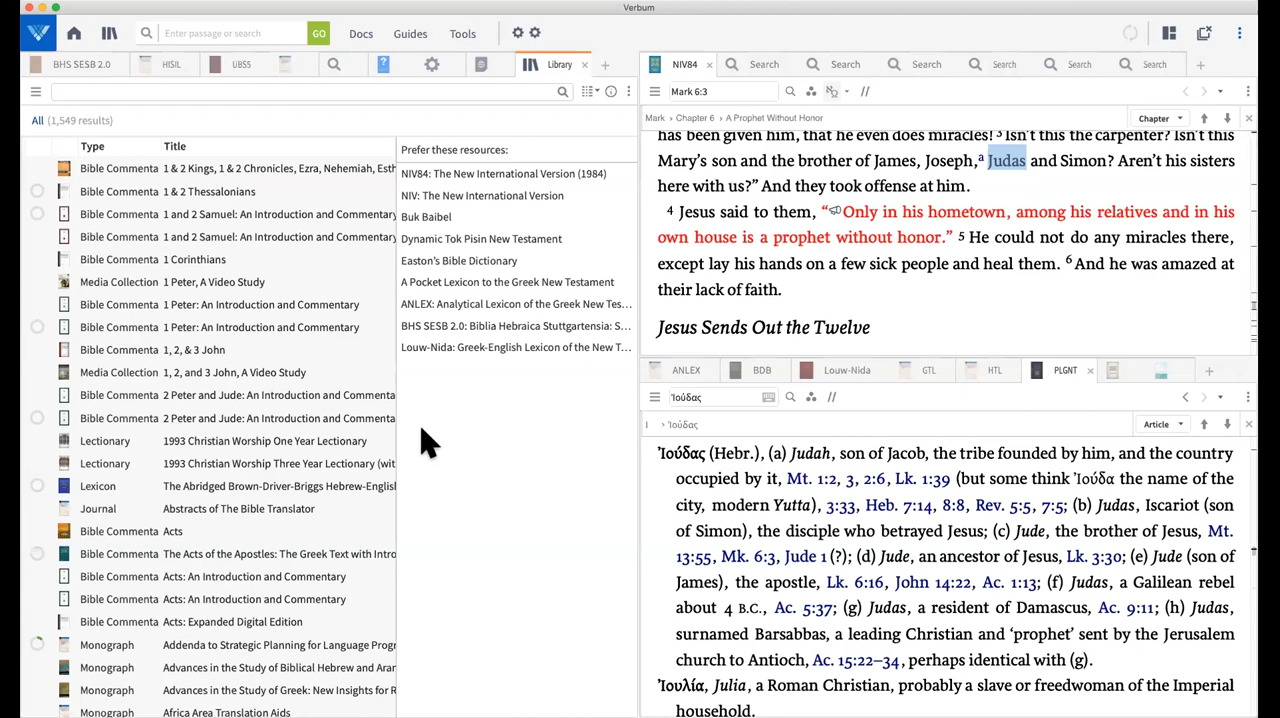 Verbum
Enter passage or search
GO
Docs
Guides
Tools
BHS SESB 2.0
HISIL
UBS5
Library
NIV84
Search
Search
Search
Search
Search
Search
All (1,549 results)
Type Title
Bible Commenta 1 & 2 Kings, 1 & 2 Chronicles, Ezra, Nehemiah, Esth
Bible Commenta 1 & 2 Thessalonians
Bible Commenta 1 and 2 Samuel: An Introduction and Commentary
Bible Commenta 1 and 2 Samuel: An Introduction and Commentary
Bible Commenta 1 Corinthians
Media Collection 1 Peter, A Video Study
Bible Commenta 1 Peter: An Introduction and Commentary
Bible Commenta 1 Peter: An Introduction and Commentary
Bible Commenta 1, 2, & 3 John
Media Collection 1, 2, and 3 John, A Video Study
Bible Commenta 2 Peter and Jude: An Introduction and Commenta
Bible Commenta 2 Peter and Jude: An Introduction and Commenta
Lectionary 1993 Christian Worship One Year Lectionary
Lectionary 1993 Christian Worship Three Year Lectionary (wit
Lexicon The Abridged Brown-Driver-Briggs Hebrew-English
Journal Abstracts of The Bible Translator
Bible Commenta Acts
Bible Commenta The Acts of the Apostles: The Greek Text with Intro
Bible Commenta Acts: An Introduction and Commentary
Bible Commenta Acts: An Introduction and Commentary
Bible Commenta Acts: Expanded Digital Edition
Monograph Addenda to Strategic Planning for Language Progr
Monograph Advances in the Study of Biblical Hebrew and Aran
Monograph Advances in the Study of Greek: New Insights for R
Monograph Africa Area Translation Aids
Prefer these resources:
NIV84: The New International Version (1984)
NIV: The New International Version
Buk Baibel
Dynamic Tok Pisin New Testament
Easton's Bible Dictionary
A Pocket Lexicon to the Greek New Testament
ANLEX: Analytical Lexicon of the Greek New Tes...
BHS SESB 2.0: Biblia Hebraica Stuttgartensia: S...
Louw-Nida: Greek-English Lexicon of the New T...
Mark 6:3
Mark › Chapter 6 › A Prophet Without Honor
Chapter
has been given him, that he even does miracles! 3 Isn't this the carpenter? Isn't this
Mary's son and the brother of James, Joseph,a Judas and Simon? Aren't his sisters
here with us?" And they took offense at him.
4 Jesus said to them, "Only in his hometown, among his relatives and in his
own house is a prophet without honor." 5 He could not do any miracles there,
except lay his hands on a few sick people and heal them. 6 And he was amazed at
their lack of faith.
Jesus Sends Out the Twelve
ANLEX
BDB
Louw-Nida
GTL
HTL
PLGNT
Ἰούδας
Ι › Ἰούδας
Article
Ἰούδας (Hebr.), (a) Judah, son of Jacob, the tribe founded by him, and the country
occupied by it, Mt. 1:2, 3, 2:6, Lk. 1:39 (but some think Ἰούδα the name of the
city, modern Yutta), 3:33, Heb. 7:14, 8:8, Rev. 5:5, 7:5; (b) Judas, Iscariot (son
of Simon), the disciple who betrayed Jesus; (c) Jude, the brother of Jesus, Mt.
13:55, Mk. 6:3, Jude 1 (?); (d) Jude, an ancestor of Jesus, Lk. 3:30; (e) Jude (son of
James), the apostle, Lk. 6:16, John 14:22, Ac. 1:13; (f) Judas, a Galilean rebel
about 4 B.C., Ac. 5:37; (g) Judas, a resident of Damascus, Ac. 9:11; (h) Judas,
surnamed Barsabbas, a leading Christian and 'prophet' sent by the Jerusalem
church to Antioch, Ac. 15:22–34, perhaps identical with (g).
Ἰουλία, Julia, a Roman Christian, probably a slave or freedwoman of the Imperial
household.